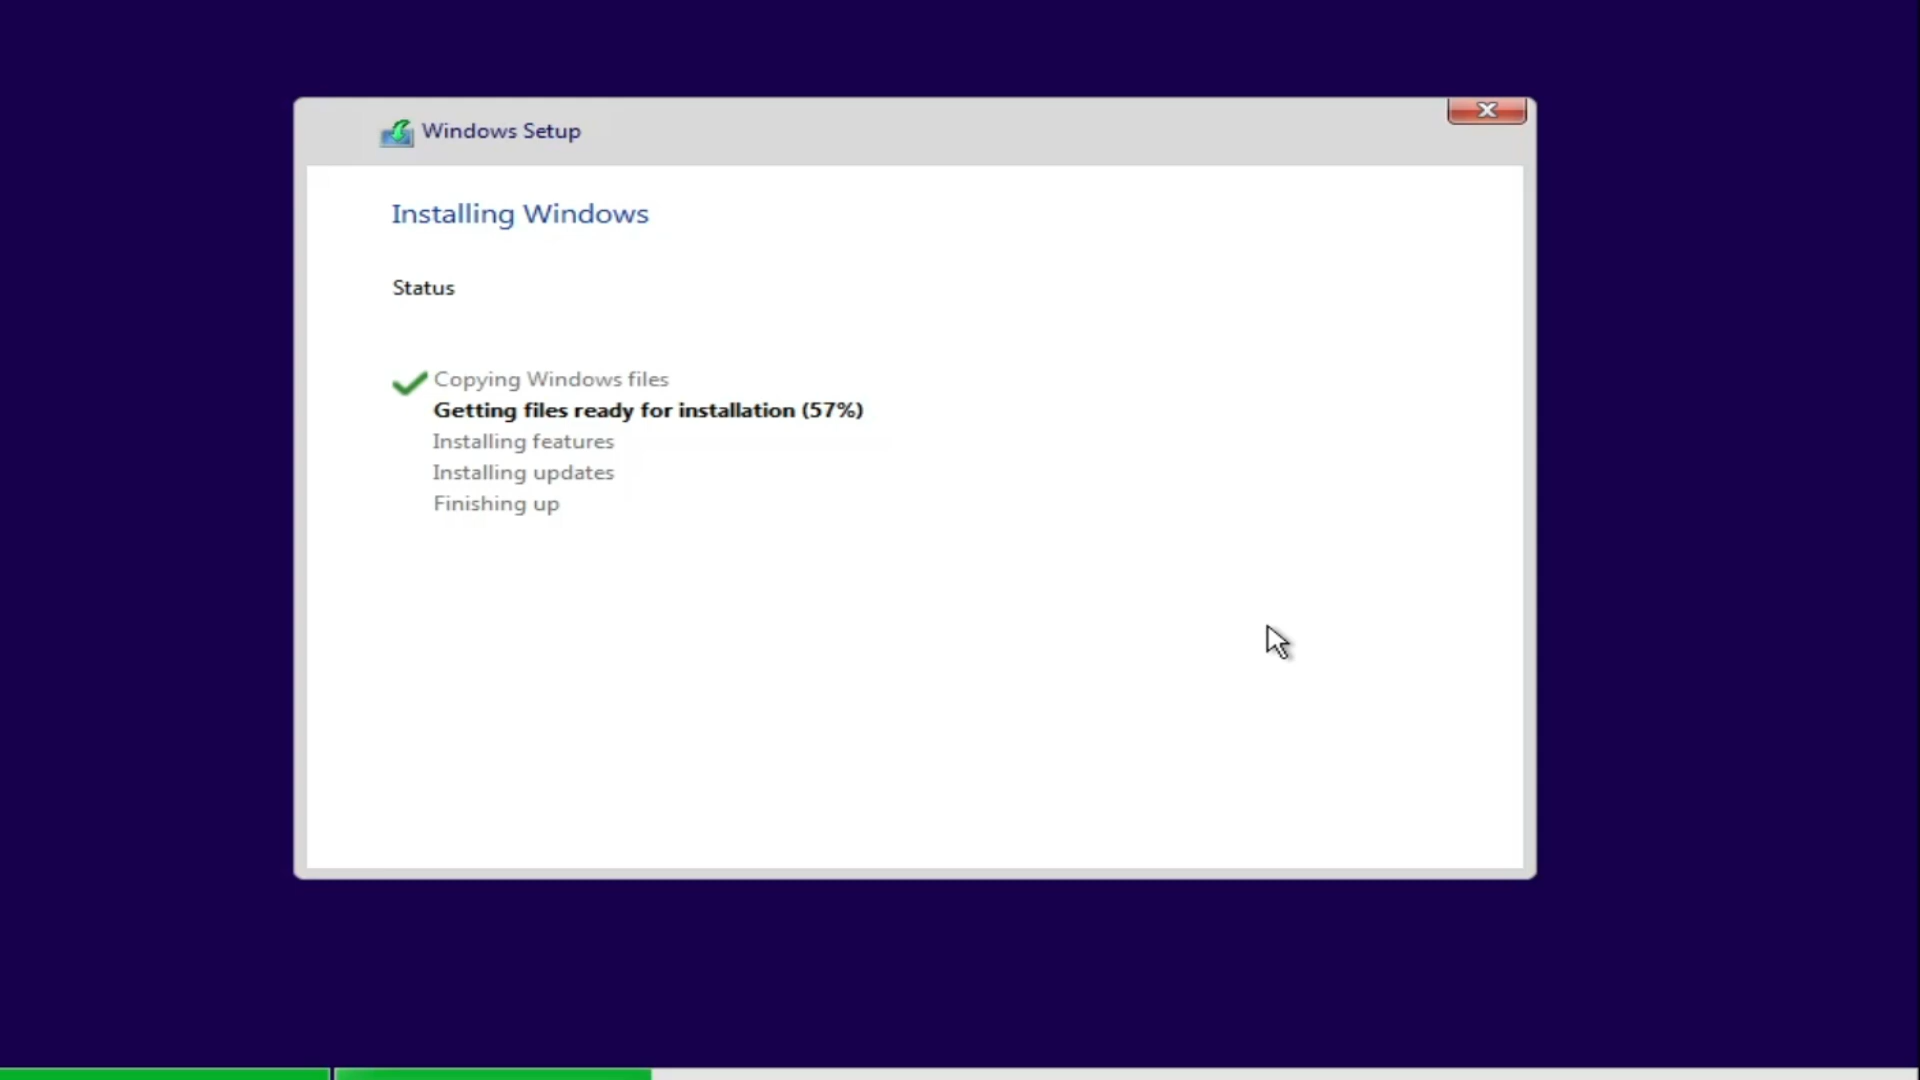 Windows Setup
Installing Windows
Status
Copying Windows files
Getting files ready for installation (57%)
Installing features
Installing updates
Finishing up